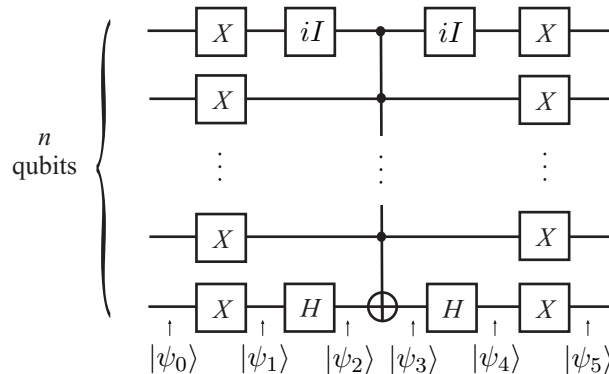 X iI iI X
X X
n
qubits
X X
X H H X
|ψ₀⟩ |ψ₁⟩ |ψ₂⟩ |ψ₃⟩ |ψ₄⟩ |ψ₅⟩